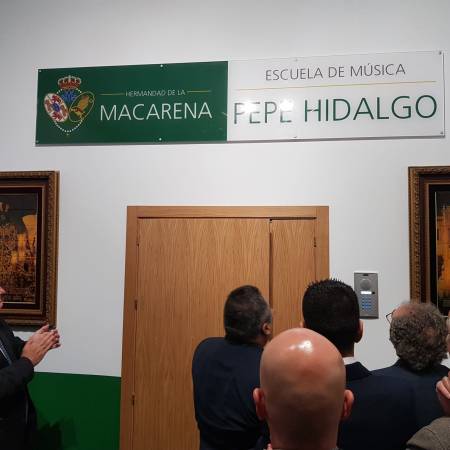 HERMANDAD DE LA
MACARENA
ESCUELA DE MÚSICA
PEPE HIDALGO